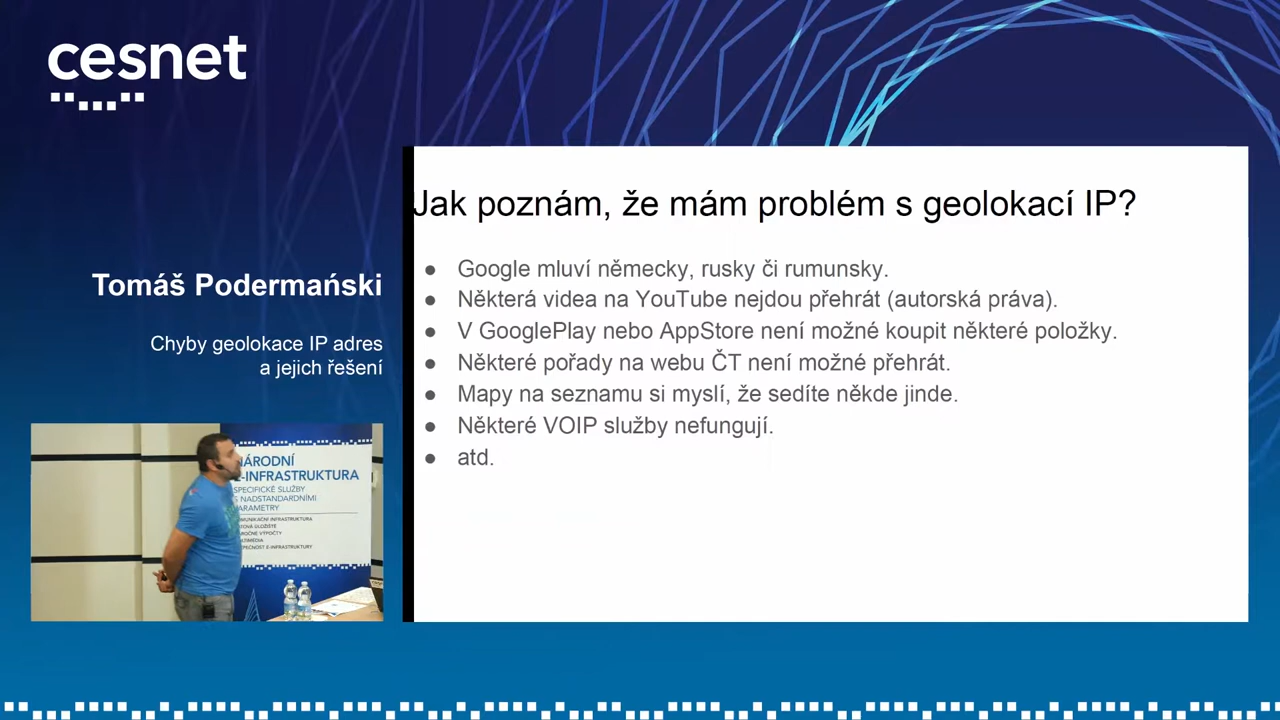 cesnet
Jak poznám, že mám problém s geolokací IP?
Google mluví německy, rusky či rumunsky.
Některá videa na YouTube nejdou přehrát (autorská práva).
V GooglePlay nebo AppStore není možné koupit některé položky.
Některé pořady na webu ČT není možné přehrát.
Mapy na seznamu si myslí, že sedíte někde jinde.
Některé VOIP služby nefungují.
atd.
Tomáš Podermański
Chyby geolokace IP adres
a jejich řešení
NÁRODNÍ
E-INFRASTRUKTURA
SPECIFICKÉ SLUŽBY
S NADSTANDARDNÍMI
PARAMETRY